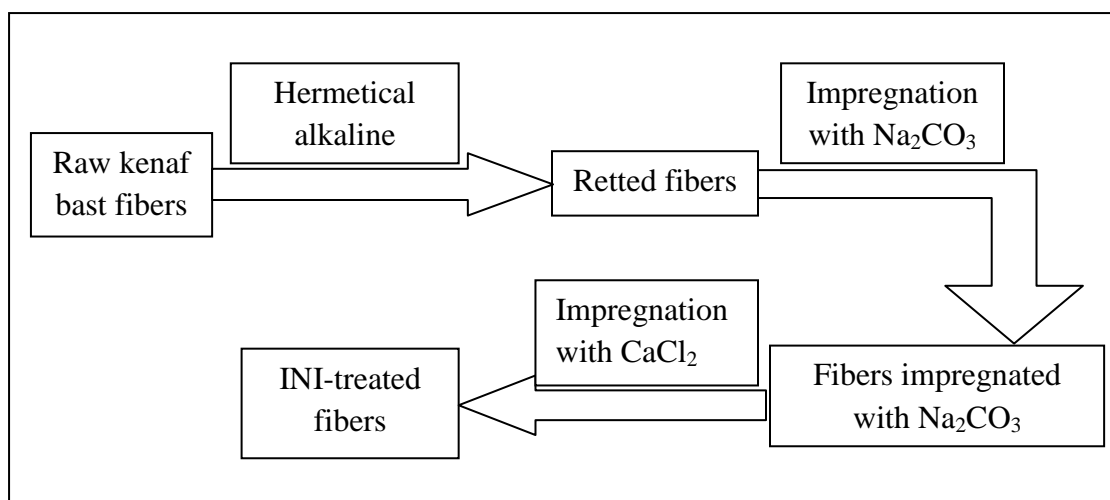 Raw kenaf
bast fibers
Hermetical
alkaline
Retted fibers
Impregnation
with Na₂CO₃
Fibers impregnated
with Na₂CO₃
Impregnation
with CaCl₂
INI-treated
fibers